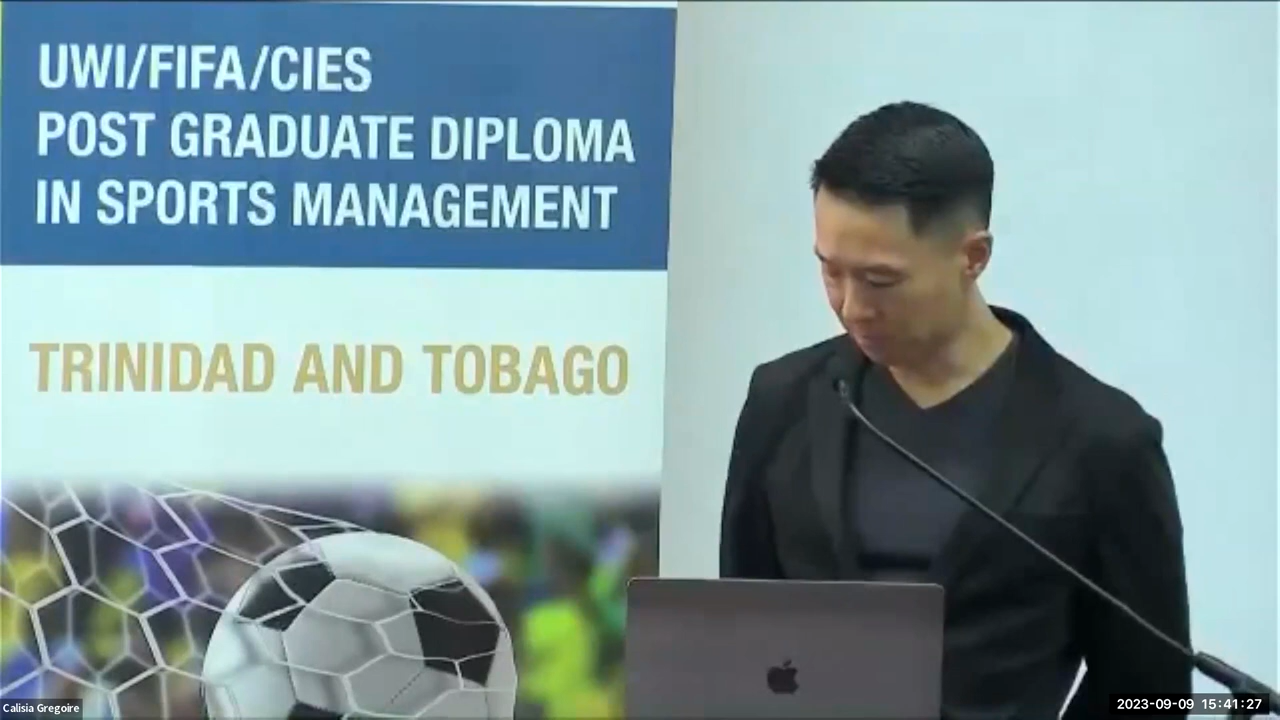 UWI/FIFA/CIES
POST GRADUATE DIPLOMA
IN SPORTS MANAGEMENT
TRINIDAD AND TOBAGO
Calisia Gregoire
2023-09-09 15:41:27